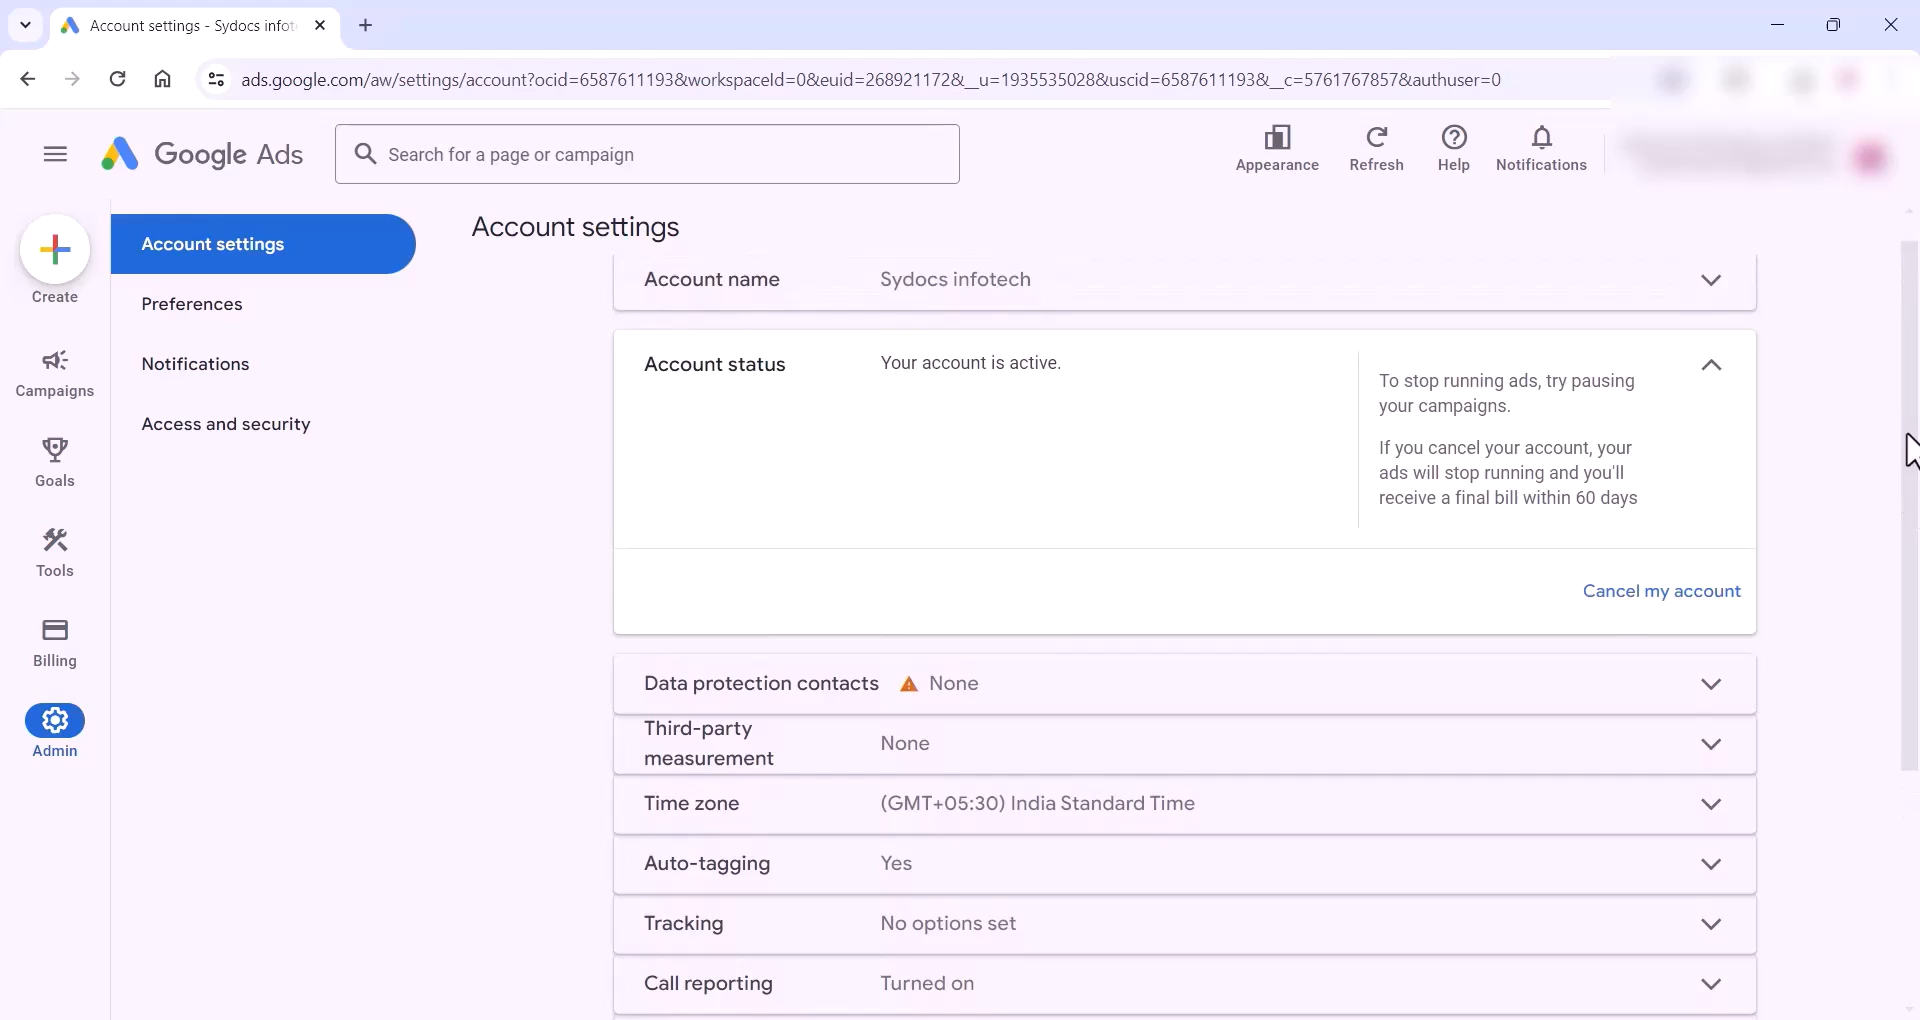 Account settings - Sydocs infot
ads.google.com/aw/settings/account?ocid=6587611193&workspaceId=0&euid=268921172&__u=1935535028&uscid=6587611193&__c=5761767857&authuser=0
Google Ads
Search for a page or campaign
Appearance
Refresh
Help
Notifications
Create
Campaigns
Goals
Tools
Billing
Admin
Account settings
Preferences
Notifications
Access and security
Account settings
Account name Sydocs infotech
Account status Your account is active.
To stop running ads, try pausing
your campaigns.
If you cancel your account, your
ads will stop running and you'll
receive a final bill within 60 days
Cancel my account
Data protection contacts None
Third-party
measurement
None
Time zone (GMT+05:30) India Standard Time
Auto-tagging Yes
Tracking No options set
Call reporting Turned on